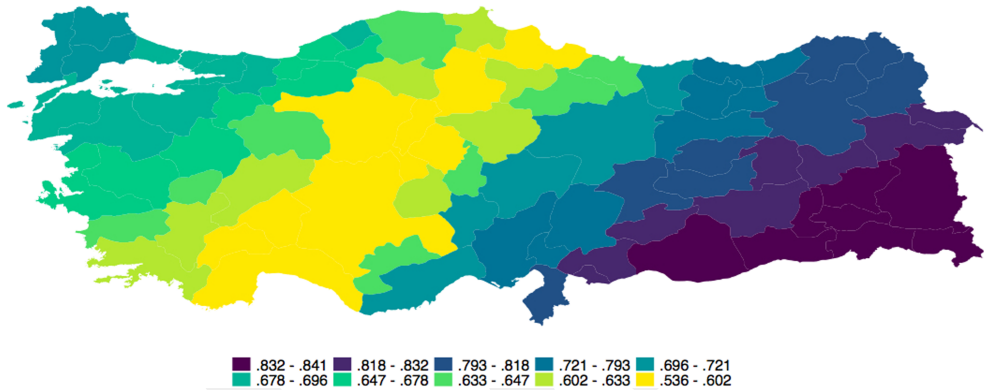 .832 - .841 .818 - .832 .793 - .818 .721 - .793 .696 - .721
.678 - .696 .647 - .678 .633 - .647 .602 - .633 .536 - .602